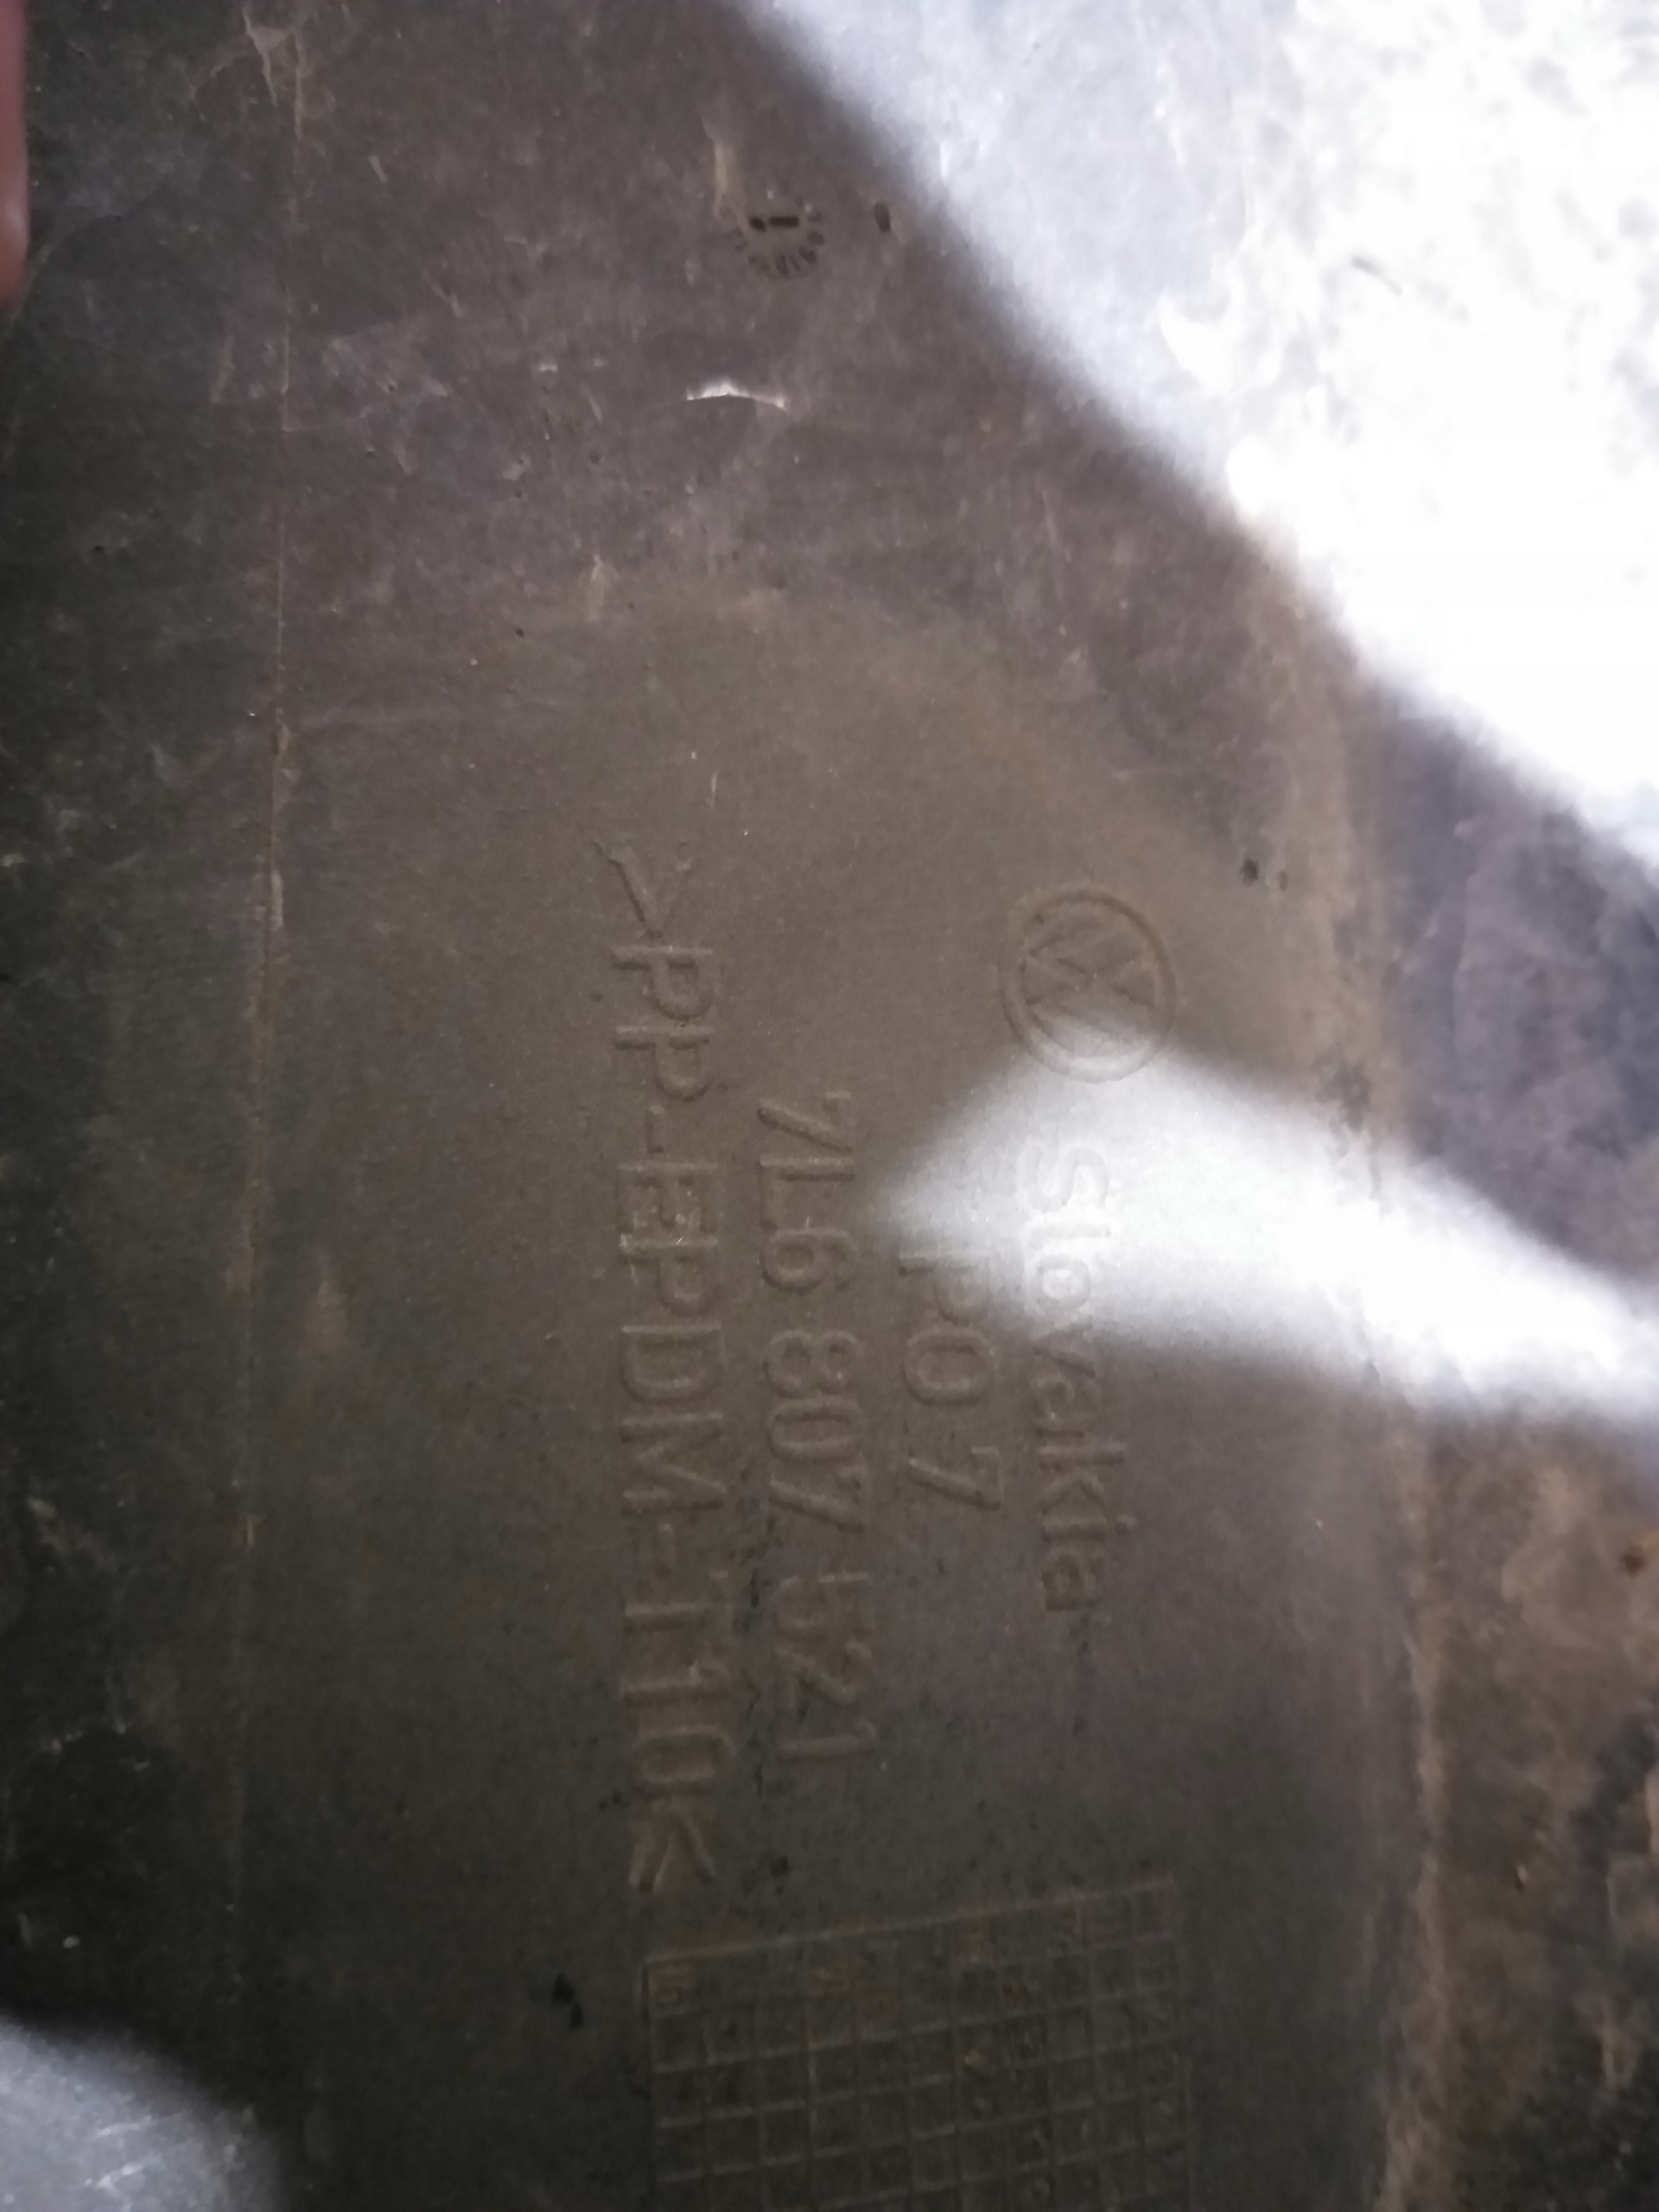 Slovakia
P07
7L6 807 521
>PP-EPDM-T10<